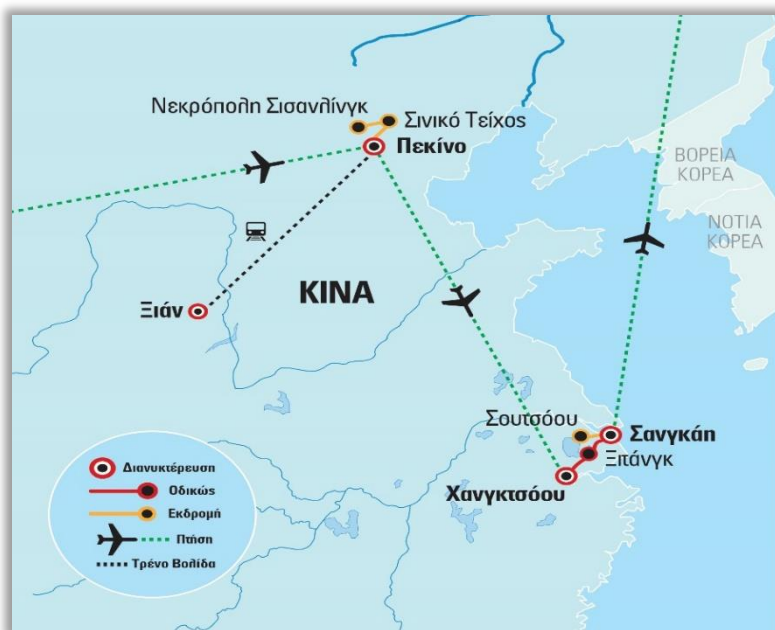 Νεκρόπολη Σισανλίνγκ
Σινικό Τείχος
Πεκίνο
ΒΟΡΕΙΑ
ΚΟΡΕΑ
ΝΟΤΙΑ
ΚΟΡΕΑ
ΚΙΝΑ
Ξιάν
Σουτσόου
Σανγκάη
Ξιτάνγκ
Χανγκτσόου
Διανυκτέρευση
Οδικώς
Εκδρομή
Πτήση
Τρένο Βολίδα